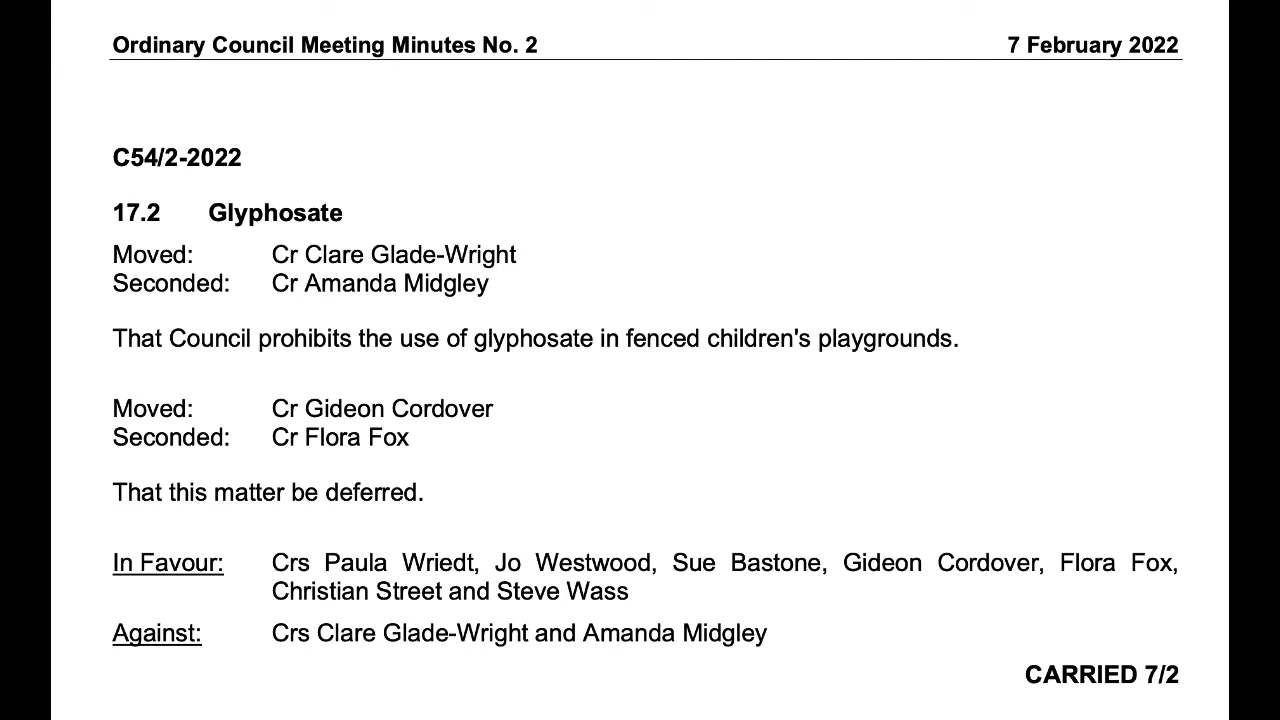 Ordinary Council Meeting Minutes No. 2 7 February 2022
C54/2-2022
17.2 Glyphosate
Moved: Cr Clare Glade-Wright
Seconded: Cr Amanda Midgley
That Council prohibits the use of glyphosate in fenced children's playgrounds.
Moved: Cr Gideon Cordover
Seconded: Cr Flora Fox
That this matter be deferred.
In Favour: Crs Paula Wriedt, Jo Westwood, Sue Bastone, Gideon Cordover, Flora Fox,
Christian Street and Steve Wass
Against: Crs Clare Glade-Wright and Amanda Midgley
CARRIED 7/2